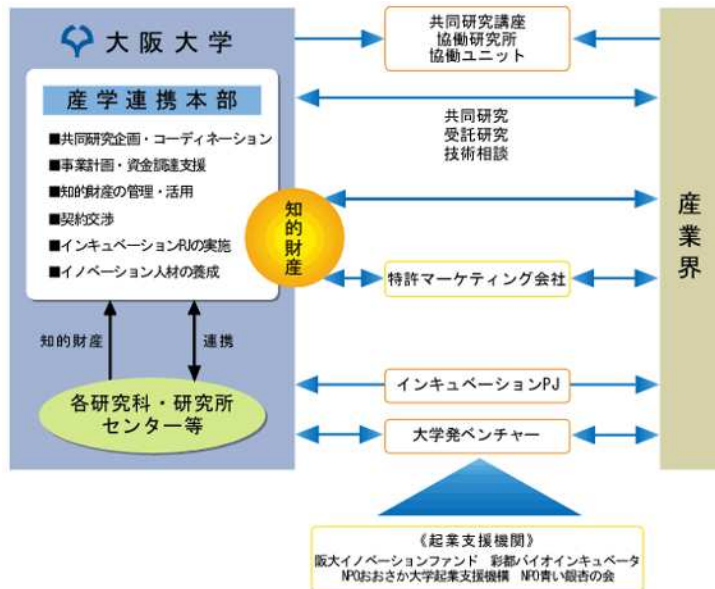 大阪大学
産学連携本部
■共同研究企画・コーディネーション
■事業計画・資金調達支援
■知的財産の管理・活用
■契約交渉
■インキュベーションPJの実施
■イノベーション人材の養成
知的財産
知的財産
連携
各研究科・研究所
センター等
共同研究講座
協働研究所
協働ユニット
共同研究
受託研究
技術相談
特許マーケティング会社
インキュベーションPJ
大学発ベンチャー
産業界
《起業支援機関》
阪大イノベーションファンド 彩都バイオインキュベータ
NPOおおさか大学起業支援機構 NPO青い銀杏の会